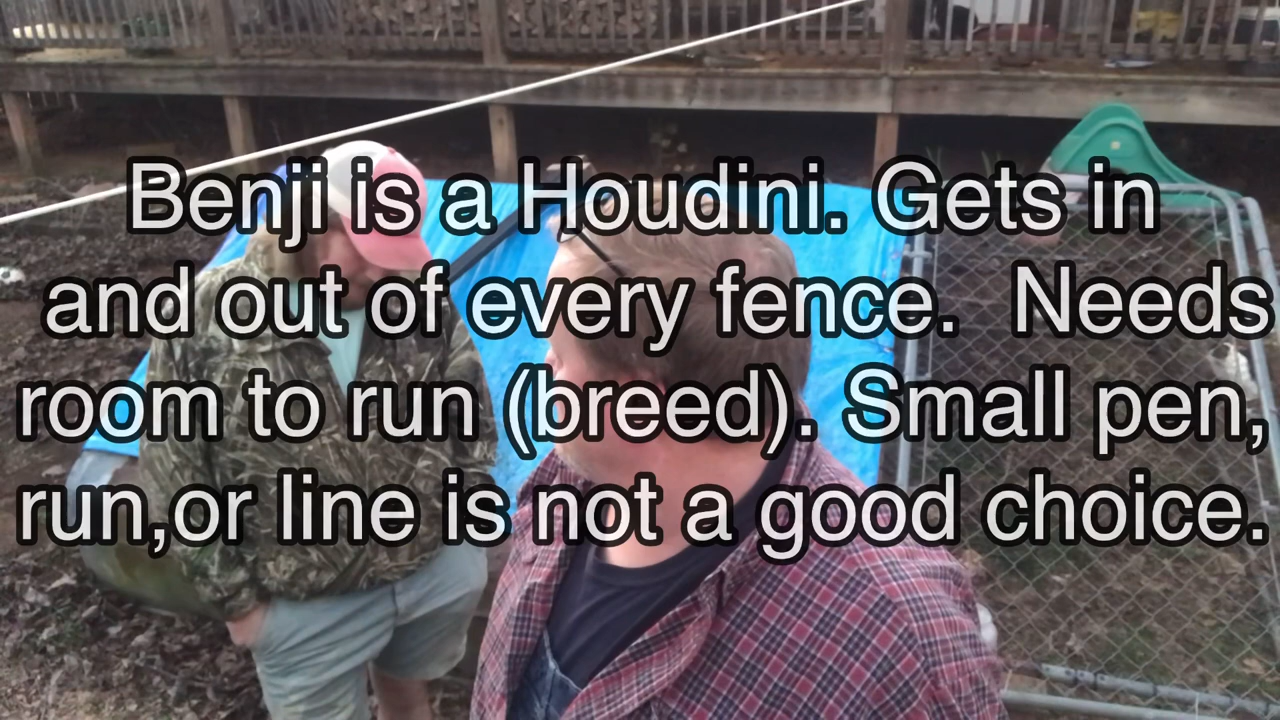 Benji is a Houdini. Gets in
and out of every fence.  Needs
room to run (breed). Small pen,
run,or line is not a good choice.